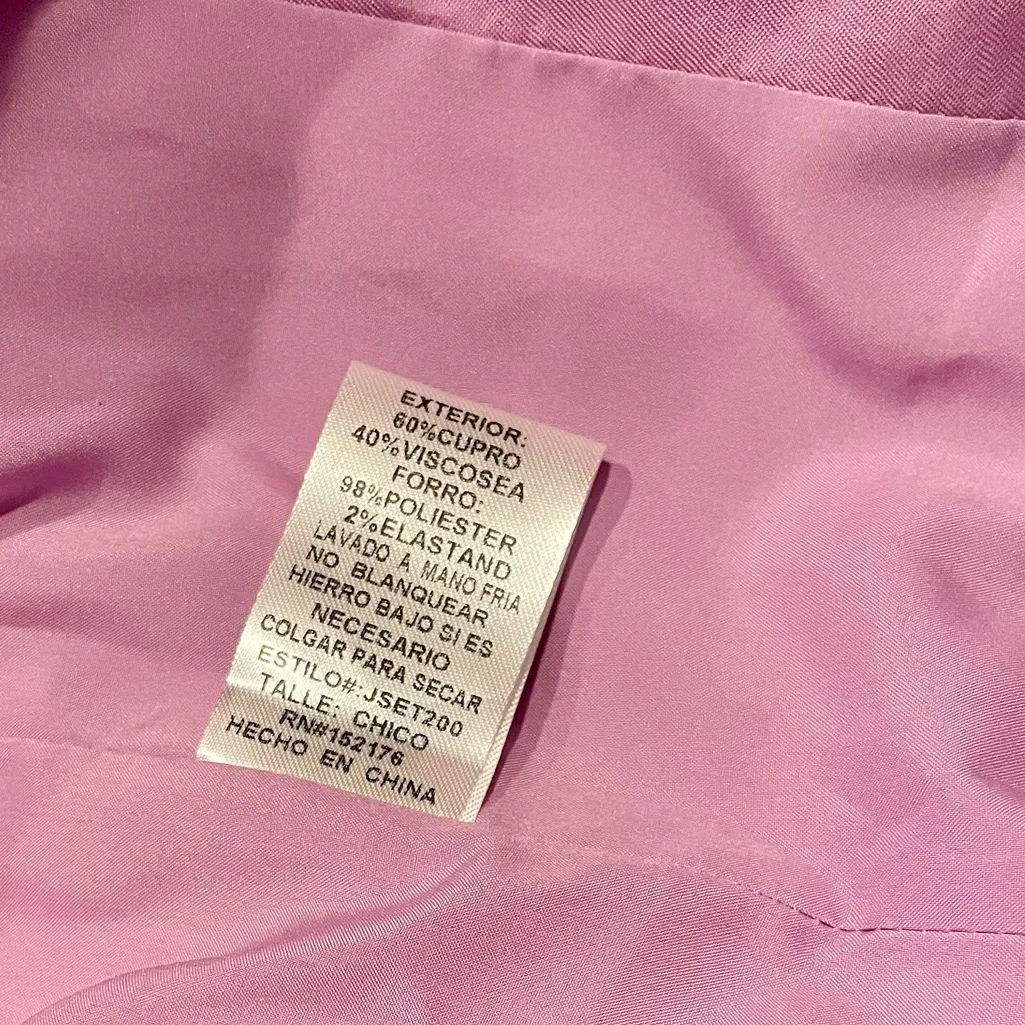 EXTERIOR:
60%CUPRO
40%VISCOSEA
FORRO:
98%POLIESTER
2%ELASTAND
LAVADO A MANO FRIA
NO BLANQUEAR
HIERRO BAJO SI ES
NECESARIO
COLGAR PARA SECAR
ESTILO#:JSET200
TALLE: CHICO
RN#152176
HECHO EN CHINA